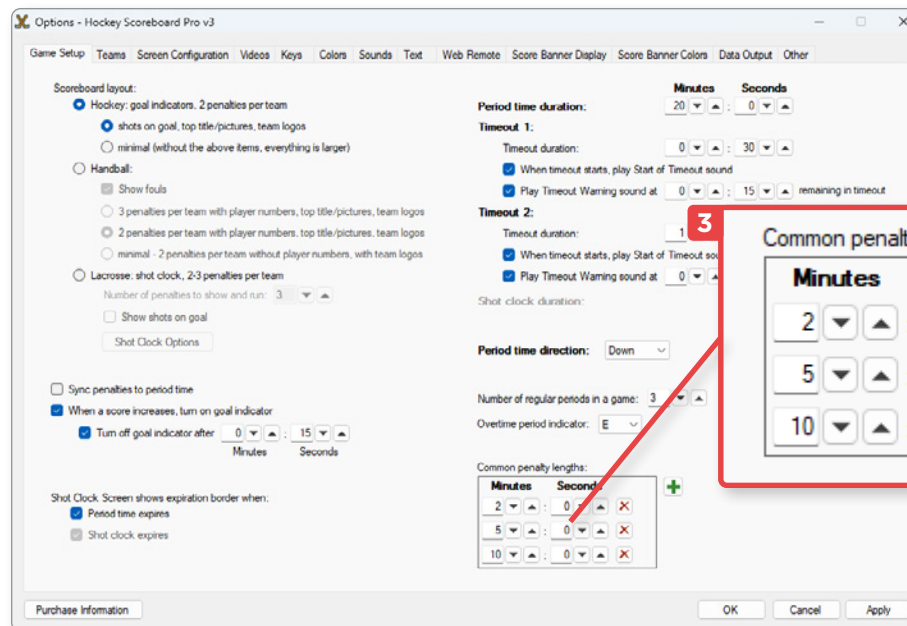 Options - Hockey Scoreboard Pro v3
Game Setup Teams Screen Configuration Videos Keys Colors Sounds Text Web Remote Score Banner Display Score Banner Colors Data Output Other
Scoreboard layout:
Hockey: goal indicators, 2 penalties per team
shots on goal, top title/pictures, team logos
minimal (without the above items, everything is larger)
Handball:
Show fouls
3 penalties per team with player numbers, top title/pictures, team logos
2 penalties per team with player numbers, top title/pictures, team logos
minimal - 2 penalties per team without player numbers, with team logos
Lacrosse: shot clock, 2-3 penalties per team
Number of penalties to show and run: 3
Show shots on goal
Shot Clock Options
Sync penalties to period time
When a score increases, turn on goal indicator
Turn off goal indicator after 0 : 15
Minutes Seconds
Shot Clock Screen shows expiration border when:
Period time expires
Shot clock expires
Minutes Seconds
Period time duration: 20 : 0
Timeout 1:
Timeout duration: 0 : 30
When timeout starts, play Start of Timeout sound
Play Timeout Warning sound at 0 : 15 remaining in timeout
Timeout 2:
Timeout duration: 1
When timeout starts, play Start of Timeout sou
Play Timeout Warning sound at 0
Shot clock duration:
Period time direction: Down
Number of regular periods in a game: 3
Overtime period indicator: E
Common penalty lengths:
Minutes Seconds
2 : 0
5 : 0
10 : 0
3
Common penalt
Minutes
2
5
10
Purchase Information OK Cancel Apply